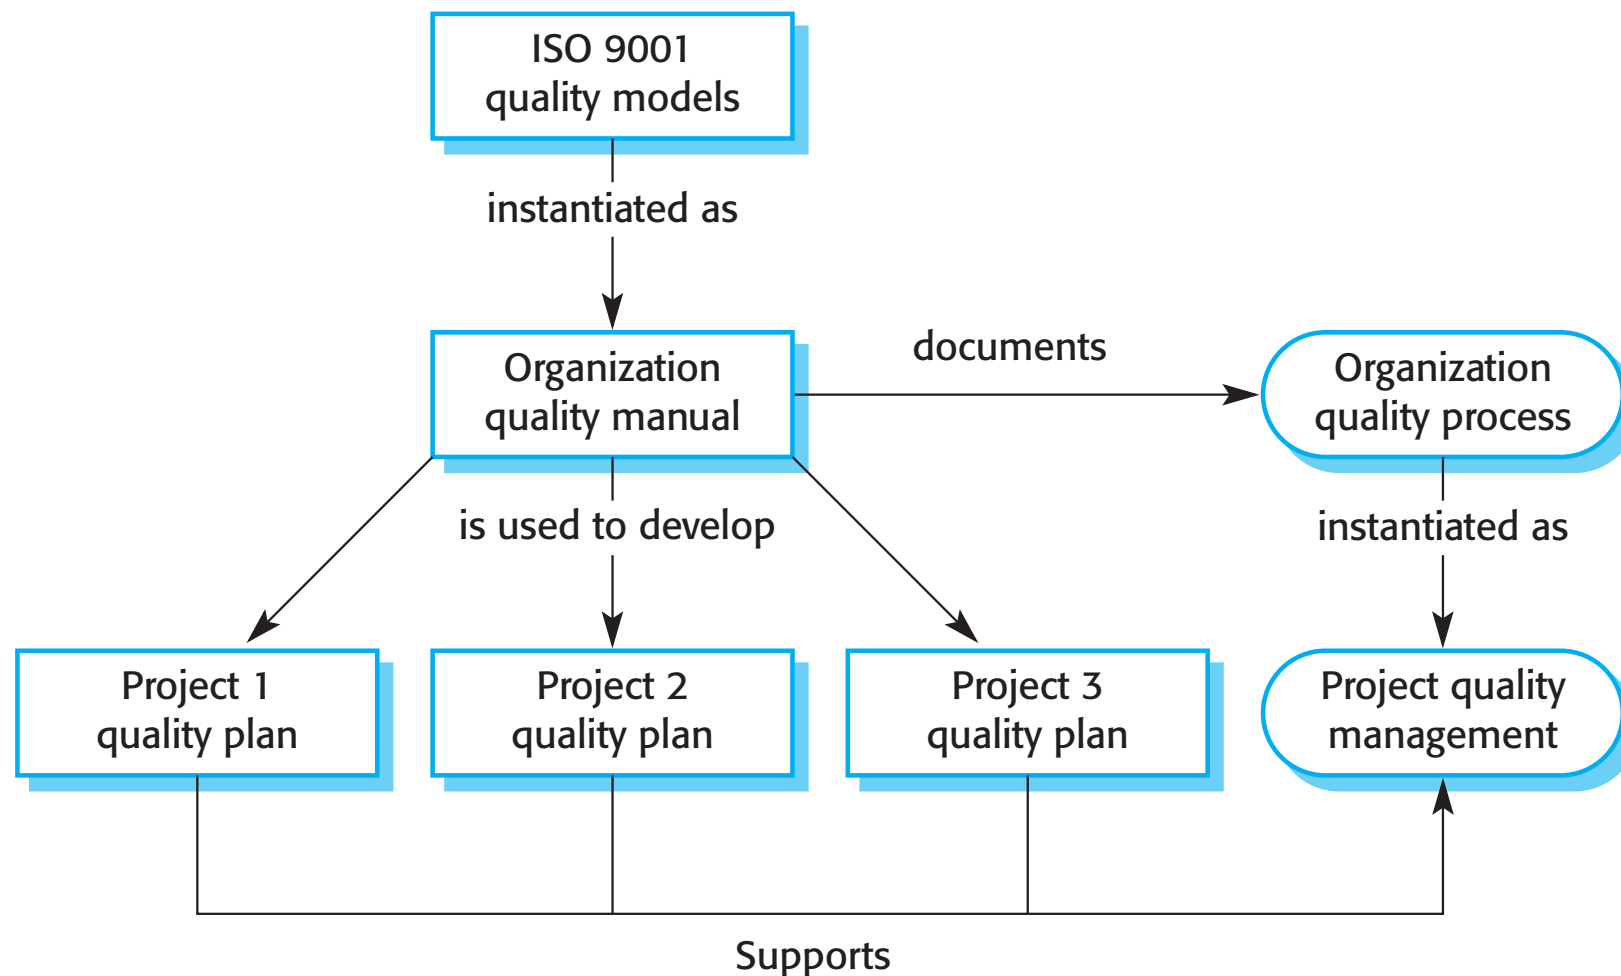 ISO 9001
quality models
instantiated as
documents
Organization
quality manual
Organization
quality process
is used to develop
instantiated as
Project 1
quality plan
Project 2
quality plan
Project 3
quality plan
Project quality
management
Supports